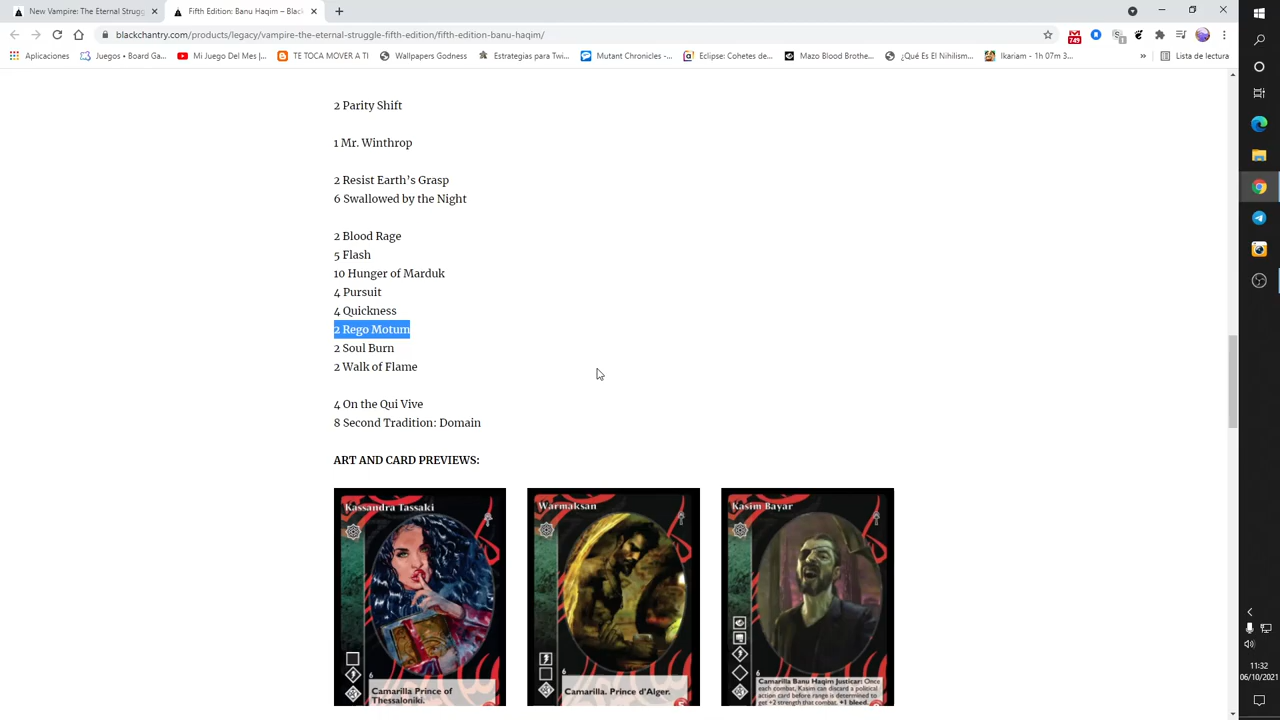 New Vampire: The Eternal Strugg
Fifth Edition: Banu Haqim – Blac
blackchantry.com/products/legacy/vampire-the-eternal-struggle-fifth-edition/fifth-edition-banu-haqim/
749
Aplicaciones
Juegos • Board Ga...
Mi Juego Del Mes |...
TE TOCA MOVER A T...
Wallpapers Godness
Estrategias para Twi...
Mutant Chronicles -...
Eclipse: Cohetes de...
Mazo Blood Brothe...
¿Qué Es El Nihilism...
Ikariam - 1h 07m 3...
»
Lista de lectura
2 Parity Shift
1 Mr. Winthrop
2 Resist Earth’s Grasp
6 Swallowed by the Night
2 Blood Rage
5 Flash
10 Hunger of Marduk
4 Pursuit
4 Quickness
2 Rego Motum
2 Soul Burn
2 Walk of Flame
4 On the Qui Vive
8 Second Tradition: Domain
ART AND CARD PREVIEWS:
Kassandra Tassaki
6
Camarilla Prince of
Thessaloniki.
Warmaksan
6
Camarilla. Prince d'Alger.
5
Kasim Bayar
6
Camarilla Banu Haqim Justicar: Once
each combat, Kasim can discard a political
action card before range is determined to
get +2 strength that combat. +1 bleed.
11:32
06/10/2021